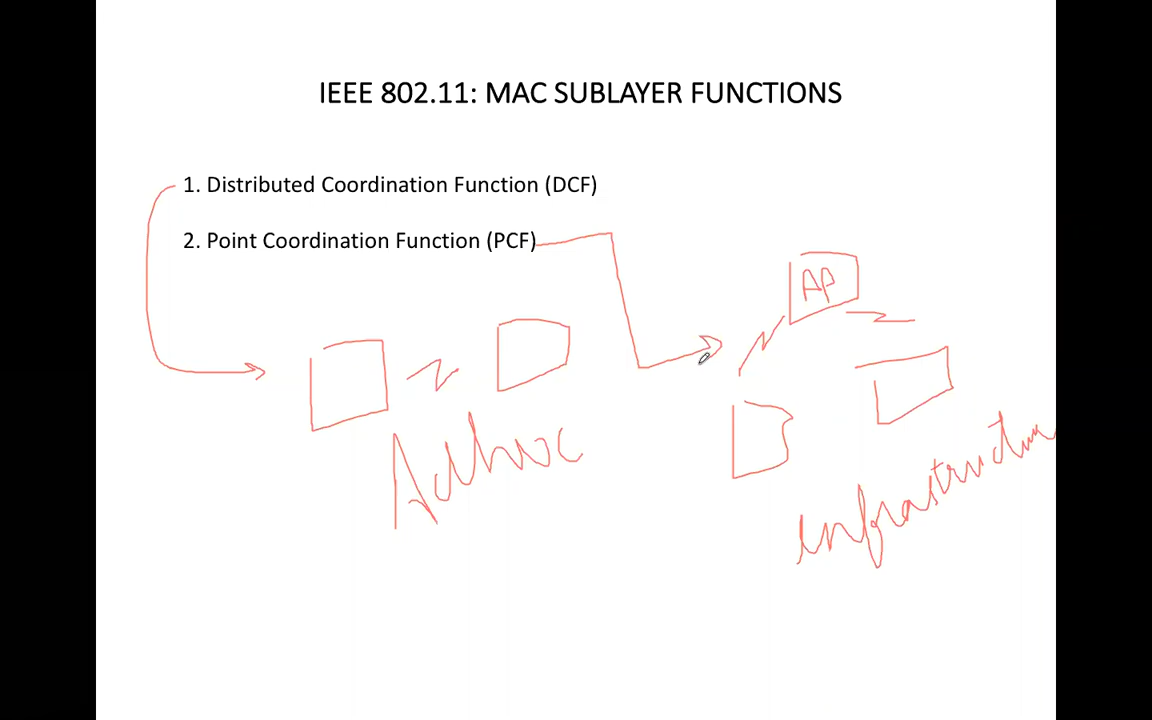 IEEE 802.11: MAC SUBLAYER FUNCTIONS
1. Distributed Coordination Function (DCF)
2. Point Coordination Function (PCF)
AP
Adhoc
infrastructure